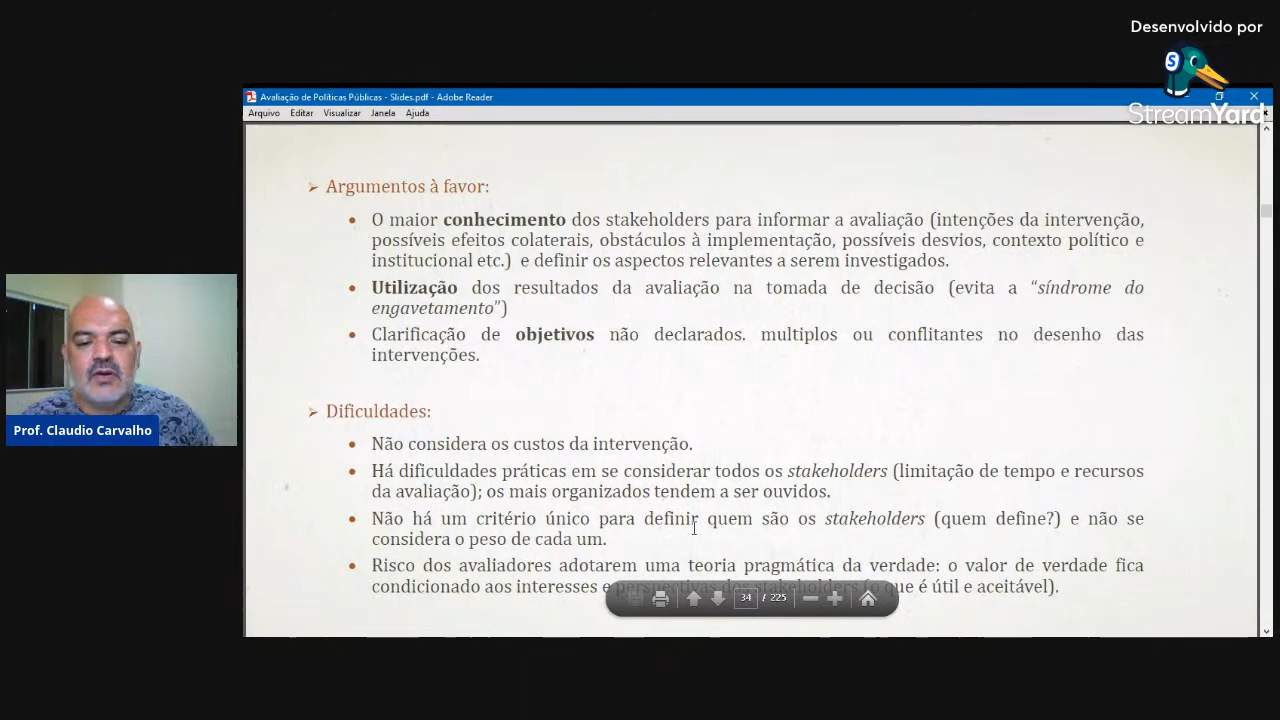 Desenvolvido por
S
StreamYard
Avaliação de Políticas Públicas - Slides.pdf - Adobe Reader
Arquivo Editar Visualizar Janela Ajuda
Argumentos à favor:
O maior conhecimento dos stakeholders para informar a avaliação (intenções da intervenção,
possíveis efeitos colaterais, obstáculos à implementação, possíveis desvios, contexto político e
institucional etc.) e definir os aspectos relevantes a serem investigados.
Utilização dos resultados da avaliação na tomada de decisão (evita a “síndrome do
engavetamento”)
Clarificação de objetivos não declarados. multiplos ou conflitantes no desenho das
intervenções.
Dificuldades:
Não considera os custos da intervenção.
Há dificuldades práticas em se considerar todos os stakeholders (limitação de tempo e recursos
da avaliação); os mais organizados tendem a ser ouvidos.
Não há um critério único para definir quem são os stakeholders (quem define?) e não se
considera o peso de cada um.
Risco dos avaliadores adotarem uma teoria pragmática da verdade: o valor de verdade fica
condicionado aos interesses e perspectivas dos stakeholders (o que é útil e aceitável).
34 / 225
Prof. Claudio Carvalho